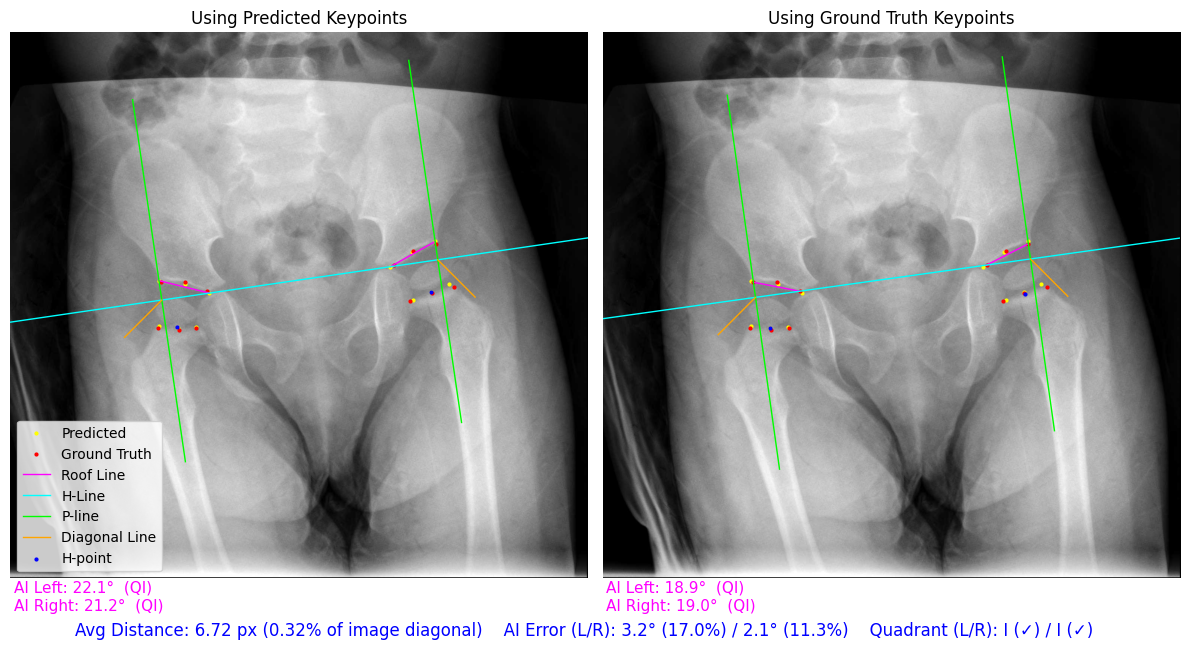 Using Predicted Keypoints
Using Ground Truth Keypoints
Predicted
Ground Truth
Roof Line
H-Line
P-line
Diagonal Line
H-point
AI Left: 22.1°  (QI)
AI Right: 21.2°  (QI)
AI Left: 18.9°  (QI)
AI Right: 19.0°  (QI)
Avg Distance: 6.72 px (0.32% of image diagonal)    AI Error (L/R): 3.2° (17.0%) / 2.1° (11.3%)    Quadrant (L/R): I (✓) / I (✓)